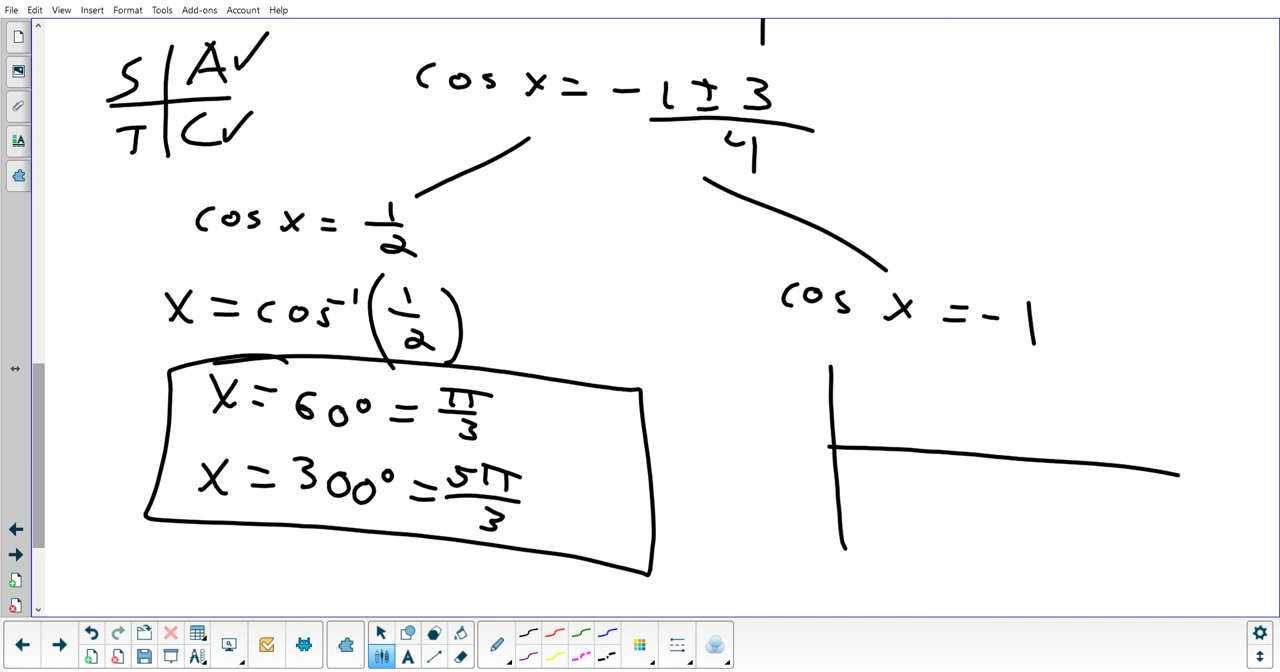 File Edit View Insert Format Tools Add-ons Account Help
S A✓
T C✓
cos x = -1 ± 3
4
cos x = 1/2
x = cos⁻¹(1/2)
x = 60° = π/3
x = 300° = 5π/3
cos x = -1